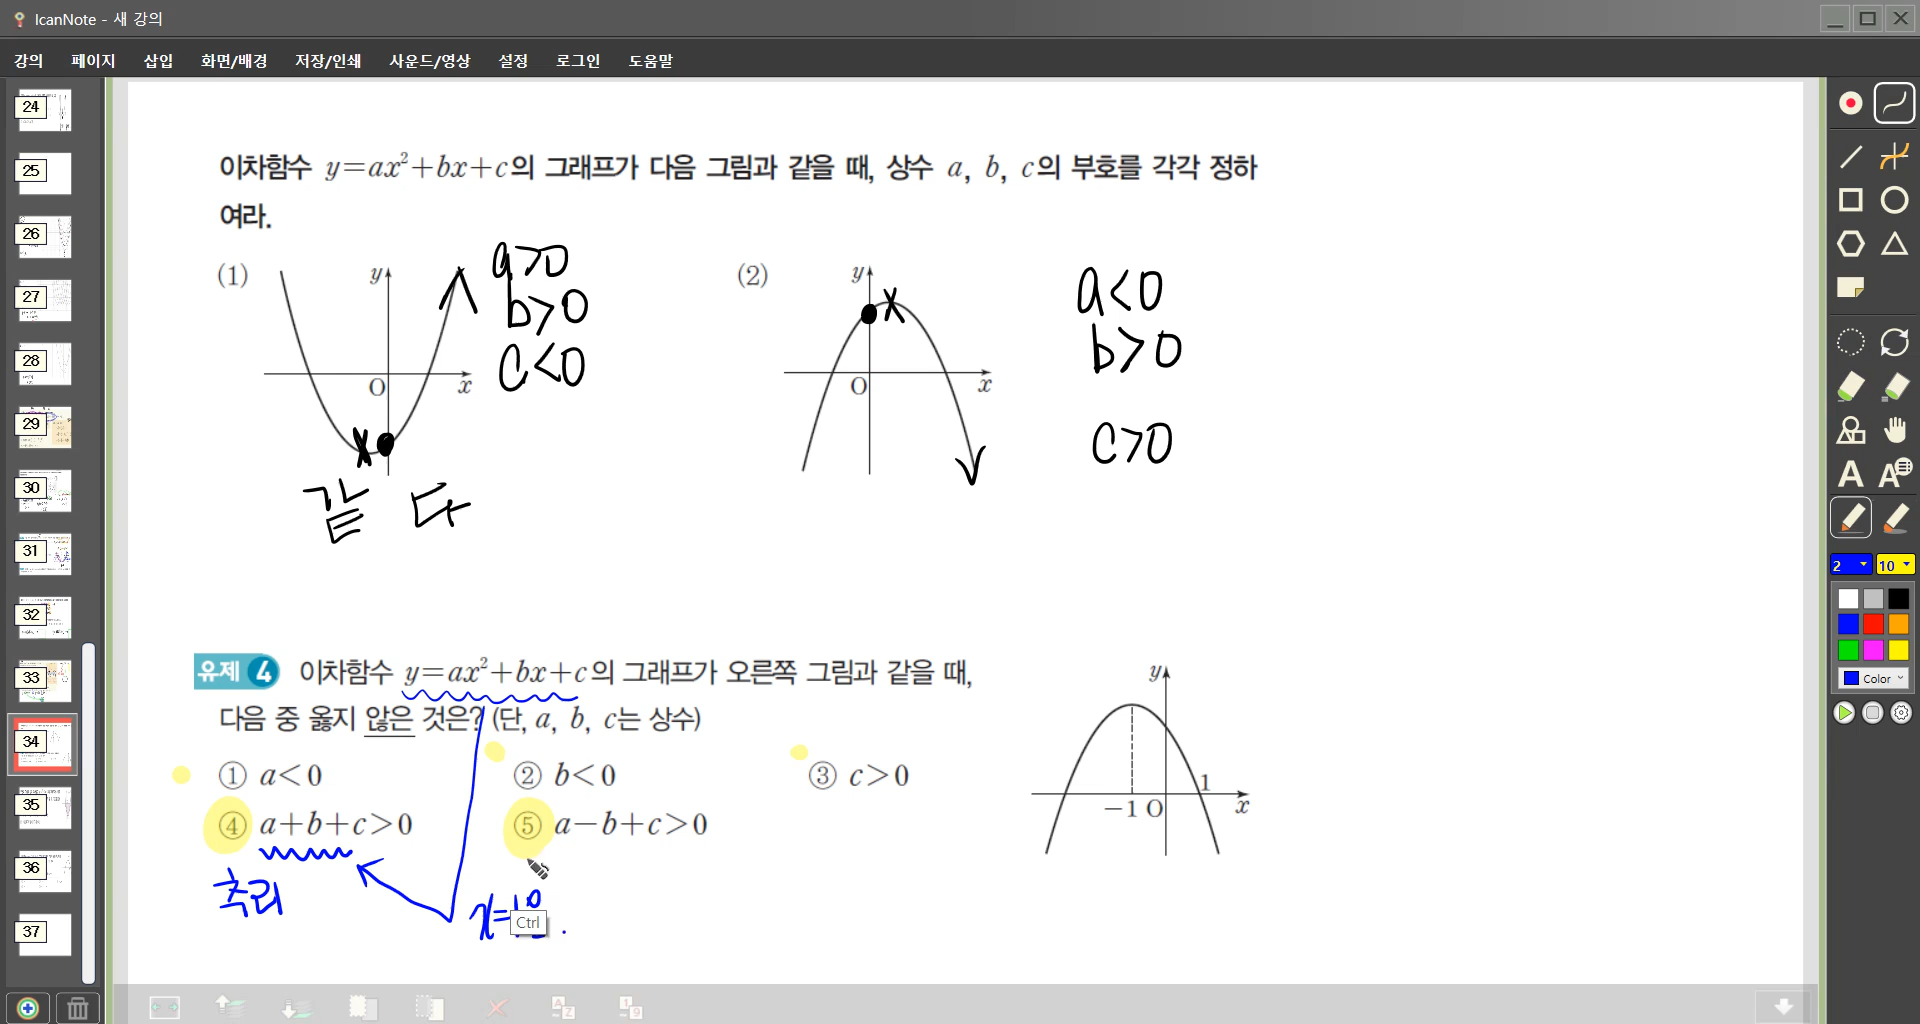 IcanNote - 새 강의
강의 페이지 삽입 화면/배경 저장/인쇄 사운드/영상 설정 로그인 도움말
24
25
26
27
28
29
30
31
32
33
34
35
36
37
이차함수 y=ax²+bx+c의 그래프가 다음 그림과 같을 때, 상수 a, b, c의 부호를 각각 정하
여라.
(1)
y
O
x
a>0
b>0
c<0
같 다
(2)
y
O
x
a<0
b>0
c>0
유제 4 이차함수 y=ax²+bx+c의 그래프가 오른쪽 그림과 같을 때,
다음 중 옳지 않은 것은? (단, a, b, c는 상수)
① a<0 ② b<0 ③ c>0
④ a+b+c>0 ⑤ a-b+c>0
추리
x=1
Ctrl
y
1
-1 O
x
2 10
Color